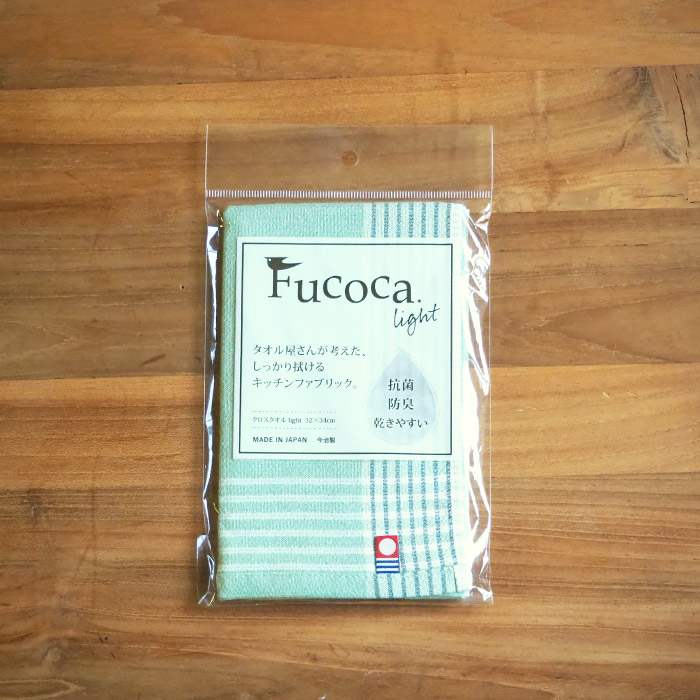 Fucoca.
light
タオル屋さんが考えた、
しっかり拭ける
キッチンファブリック。
抗菌
防臭
乾きやすい
クロスタオル light 32×34cm
MADE IN JAPAN 今治製